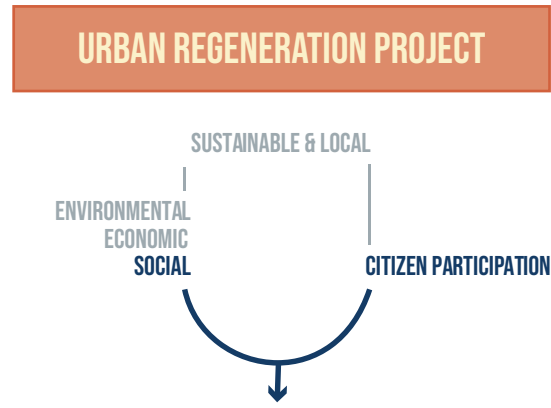 URBAN REGENERATION PROJECT
SUSTAINABLE & LOCAL
ENVIRONMENTAL
ECONOMIC
SOCIAL
CITIZEN PARTICIPATION